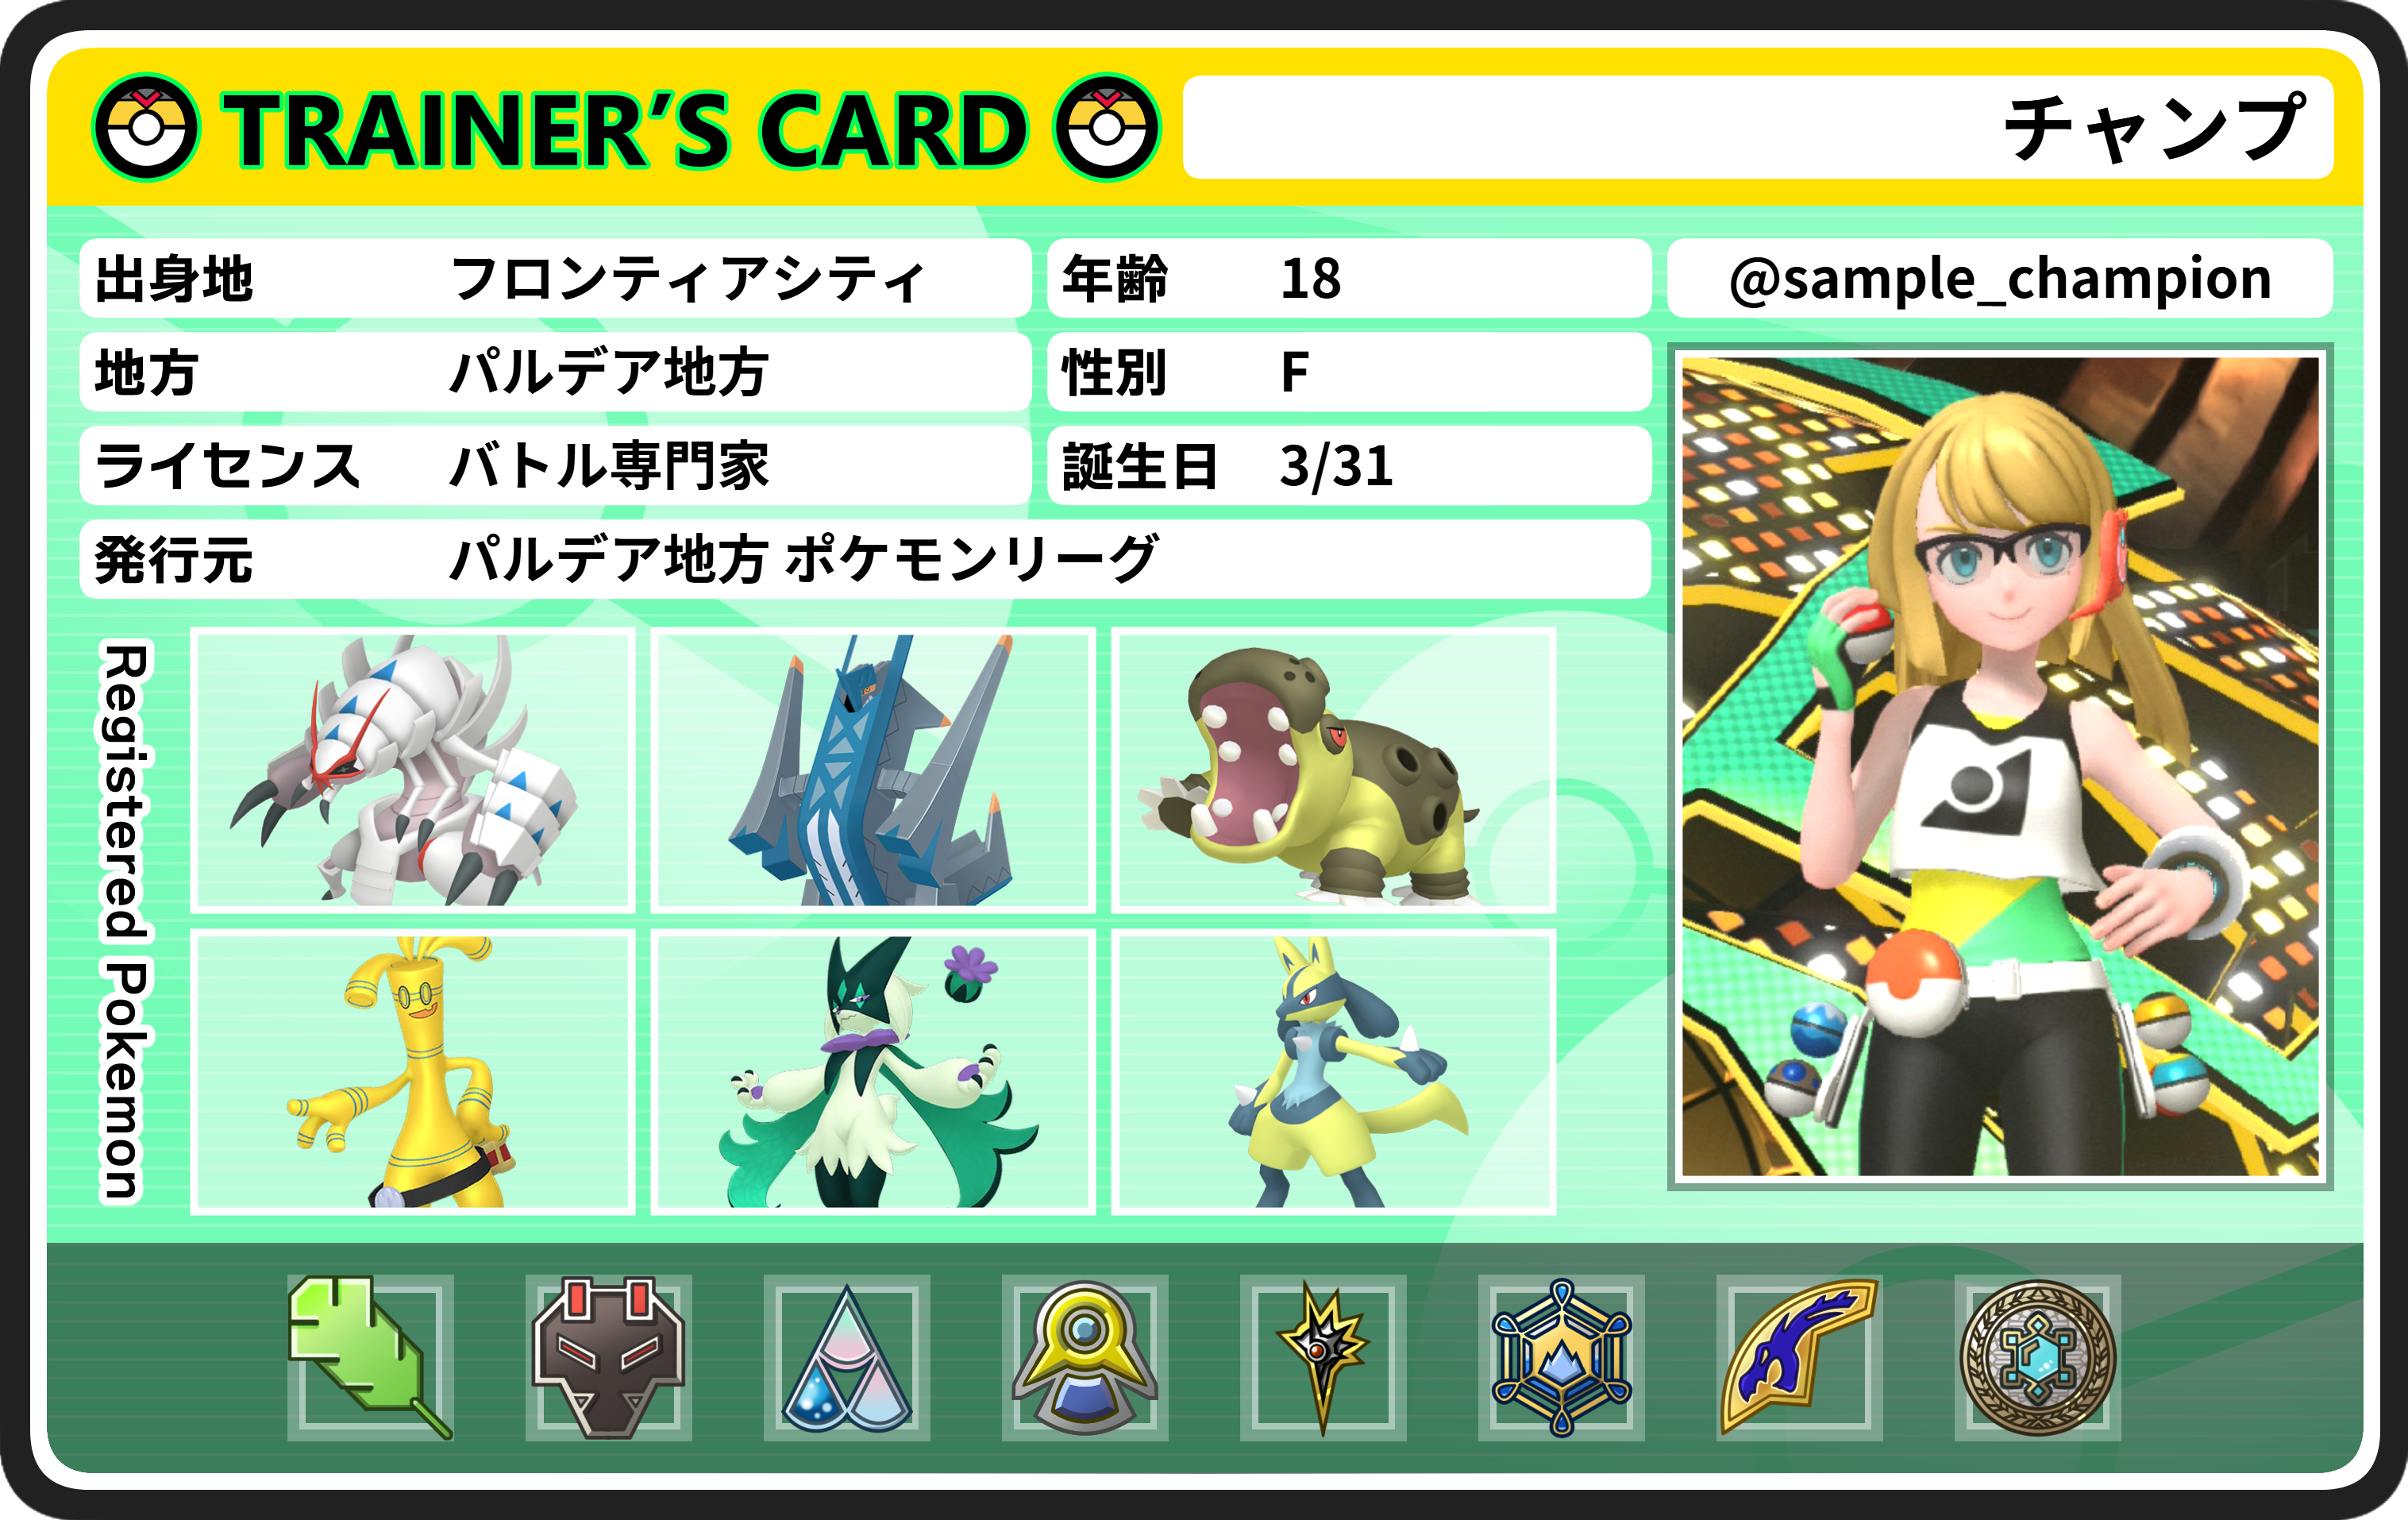 TRAINER'S CARD
チャンプ
出身地 フロンティアシティ
年齢 18
@sample_champion
地方 パルデア地方
性別 F
ライセンス バトル専門家
誕生日 3/31
発行元 パルデア地方 ポケモンリーグ
Registered Pokemon